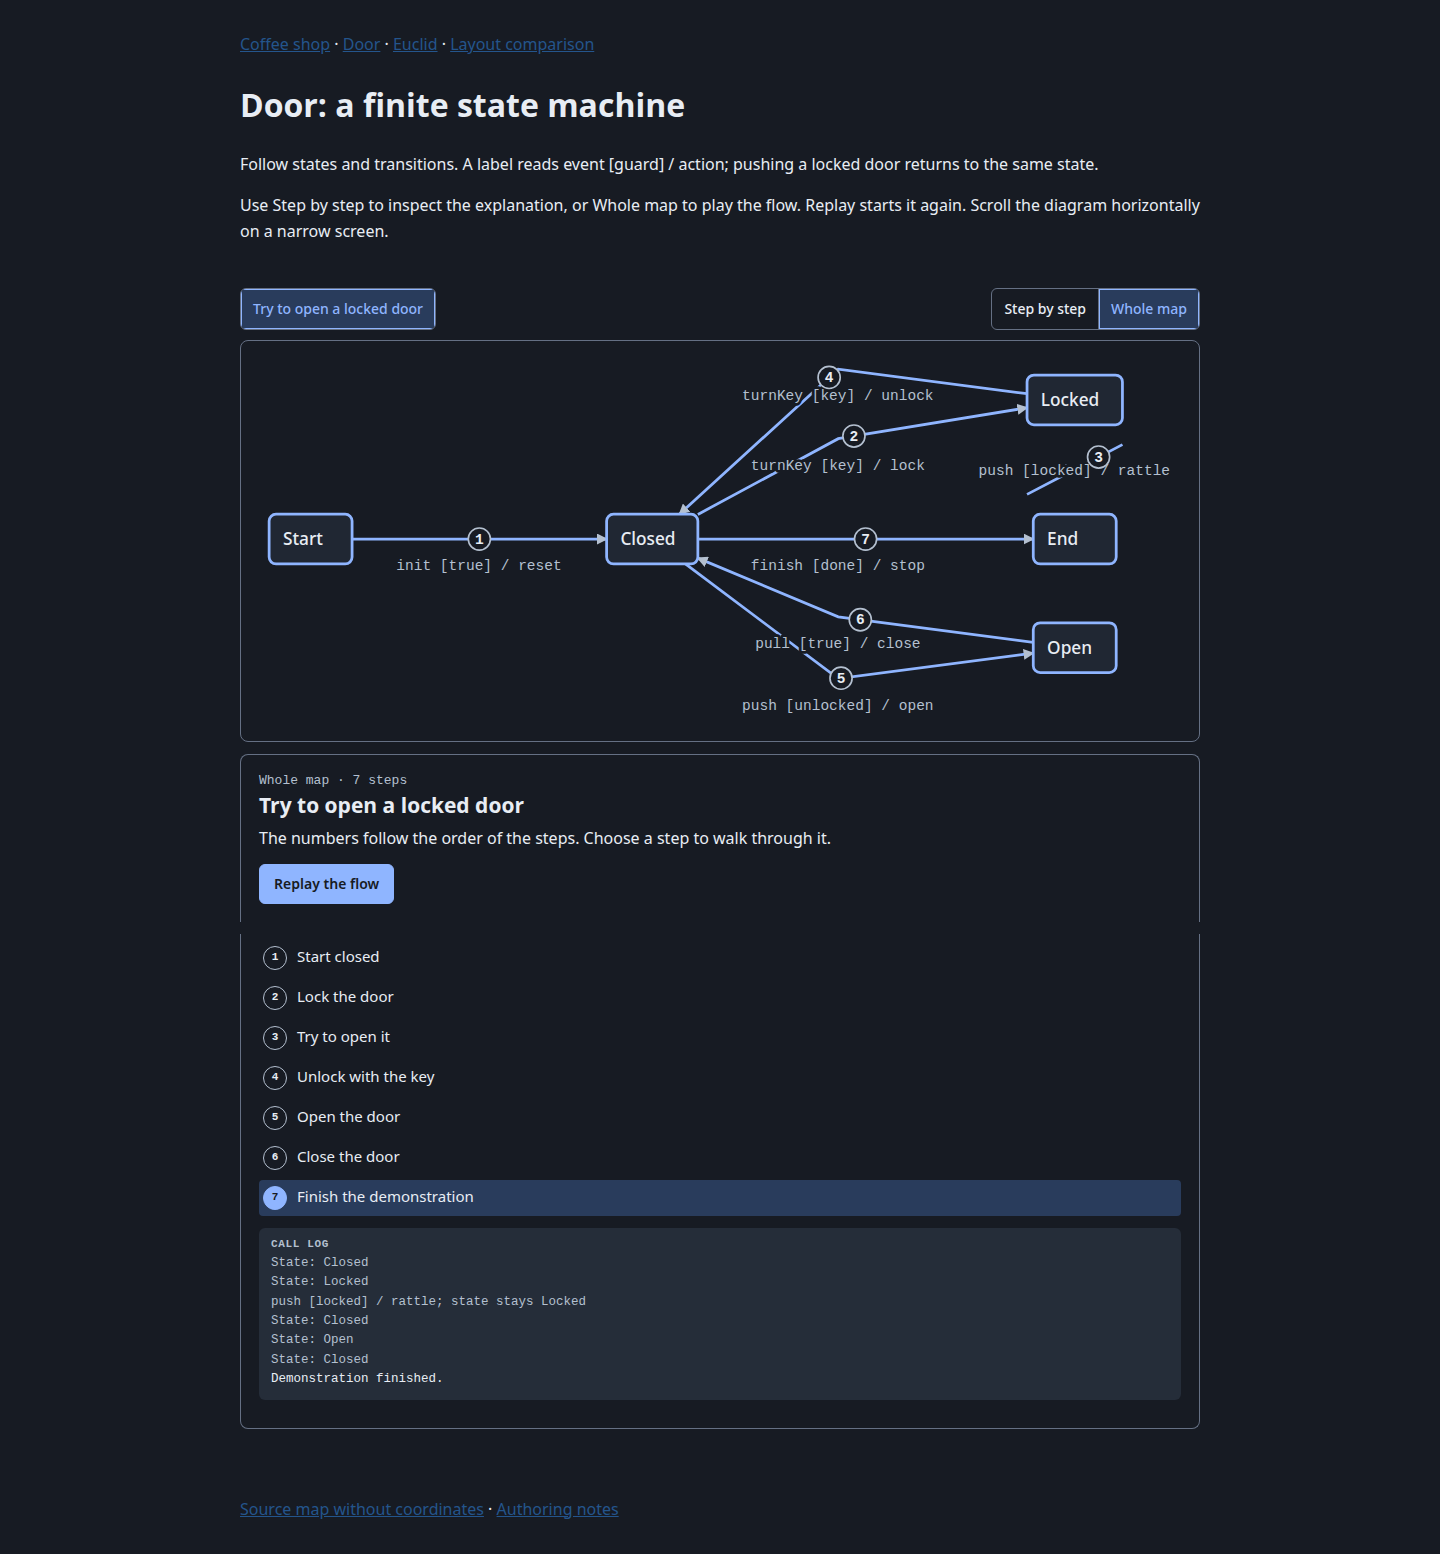 Coffee shop · Door · Euclid · Layout comparison
Door: a finite state machine
Follow states and transitions. A label reads event [guard] / action; pushing a locked door returns to the same state.
Use Step by step to inspect the explanation, or Whole map to play the flow. Replay starts it again. Scroll the diagram horizontally
on a narrow screen.
Try to open a locked door
Step by step
Whole map
4
turnKey [key] / unlock
Locked
2
turnKey [key] / lock
3
push [locked] / rattle
Start
1
init [true] / reset
Closed
7
finish [done] / stop
End
6
pull [true] / close
Open
5
push [unlocked] / open
Whole map · 7 steps
Try to open a locked door
The numbers follow the order of the steps. Choose a step to walk through it.
Replay the flow
1 Start closed
2 Lock the door
3 Try to open it
4 Unlock with the key
5 Open the door
6 Close the door
7 Finish the demonstration
CALL LOG
State: Closed
State: Locked
push [locked] / rattle; state stays Locked
State: Closed
State: Open
State: Closed
Demonstration finished.
Source map without coordinates · Authoring notes